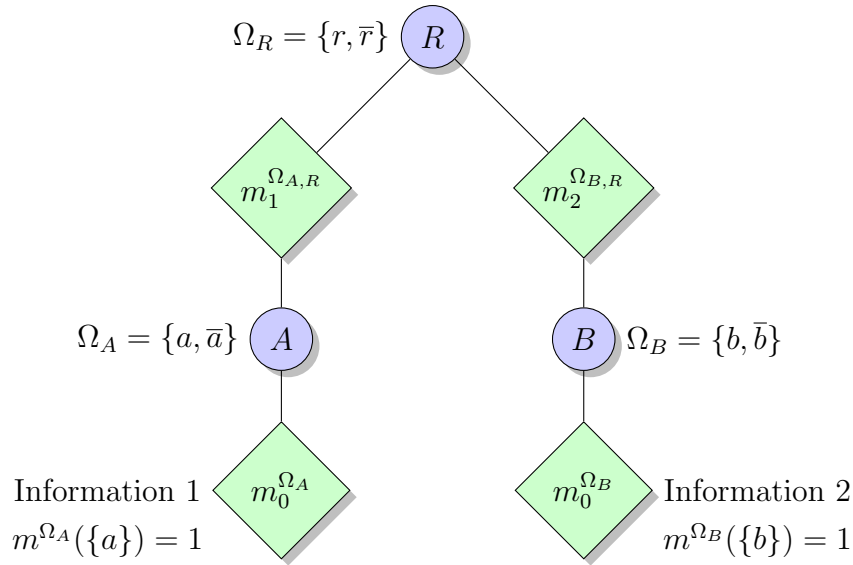 Ω_R = {r, r̅} R
m_1^{Ω_{A,R}} m_2^{Ω_{B,R}}
Ω_A = {a, a̅} A B Ω_B = {b, b̅}
Information 1 m_0^{Ω_A} m_0^{Ω_B} Information 2
m^{Ω_A}({a}) = 1 m^{Ω_B}({b}) = 1